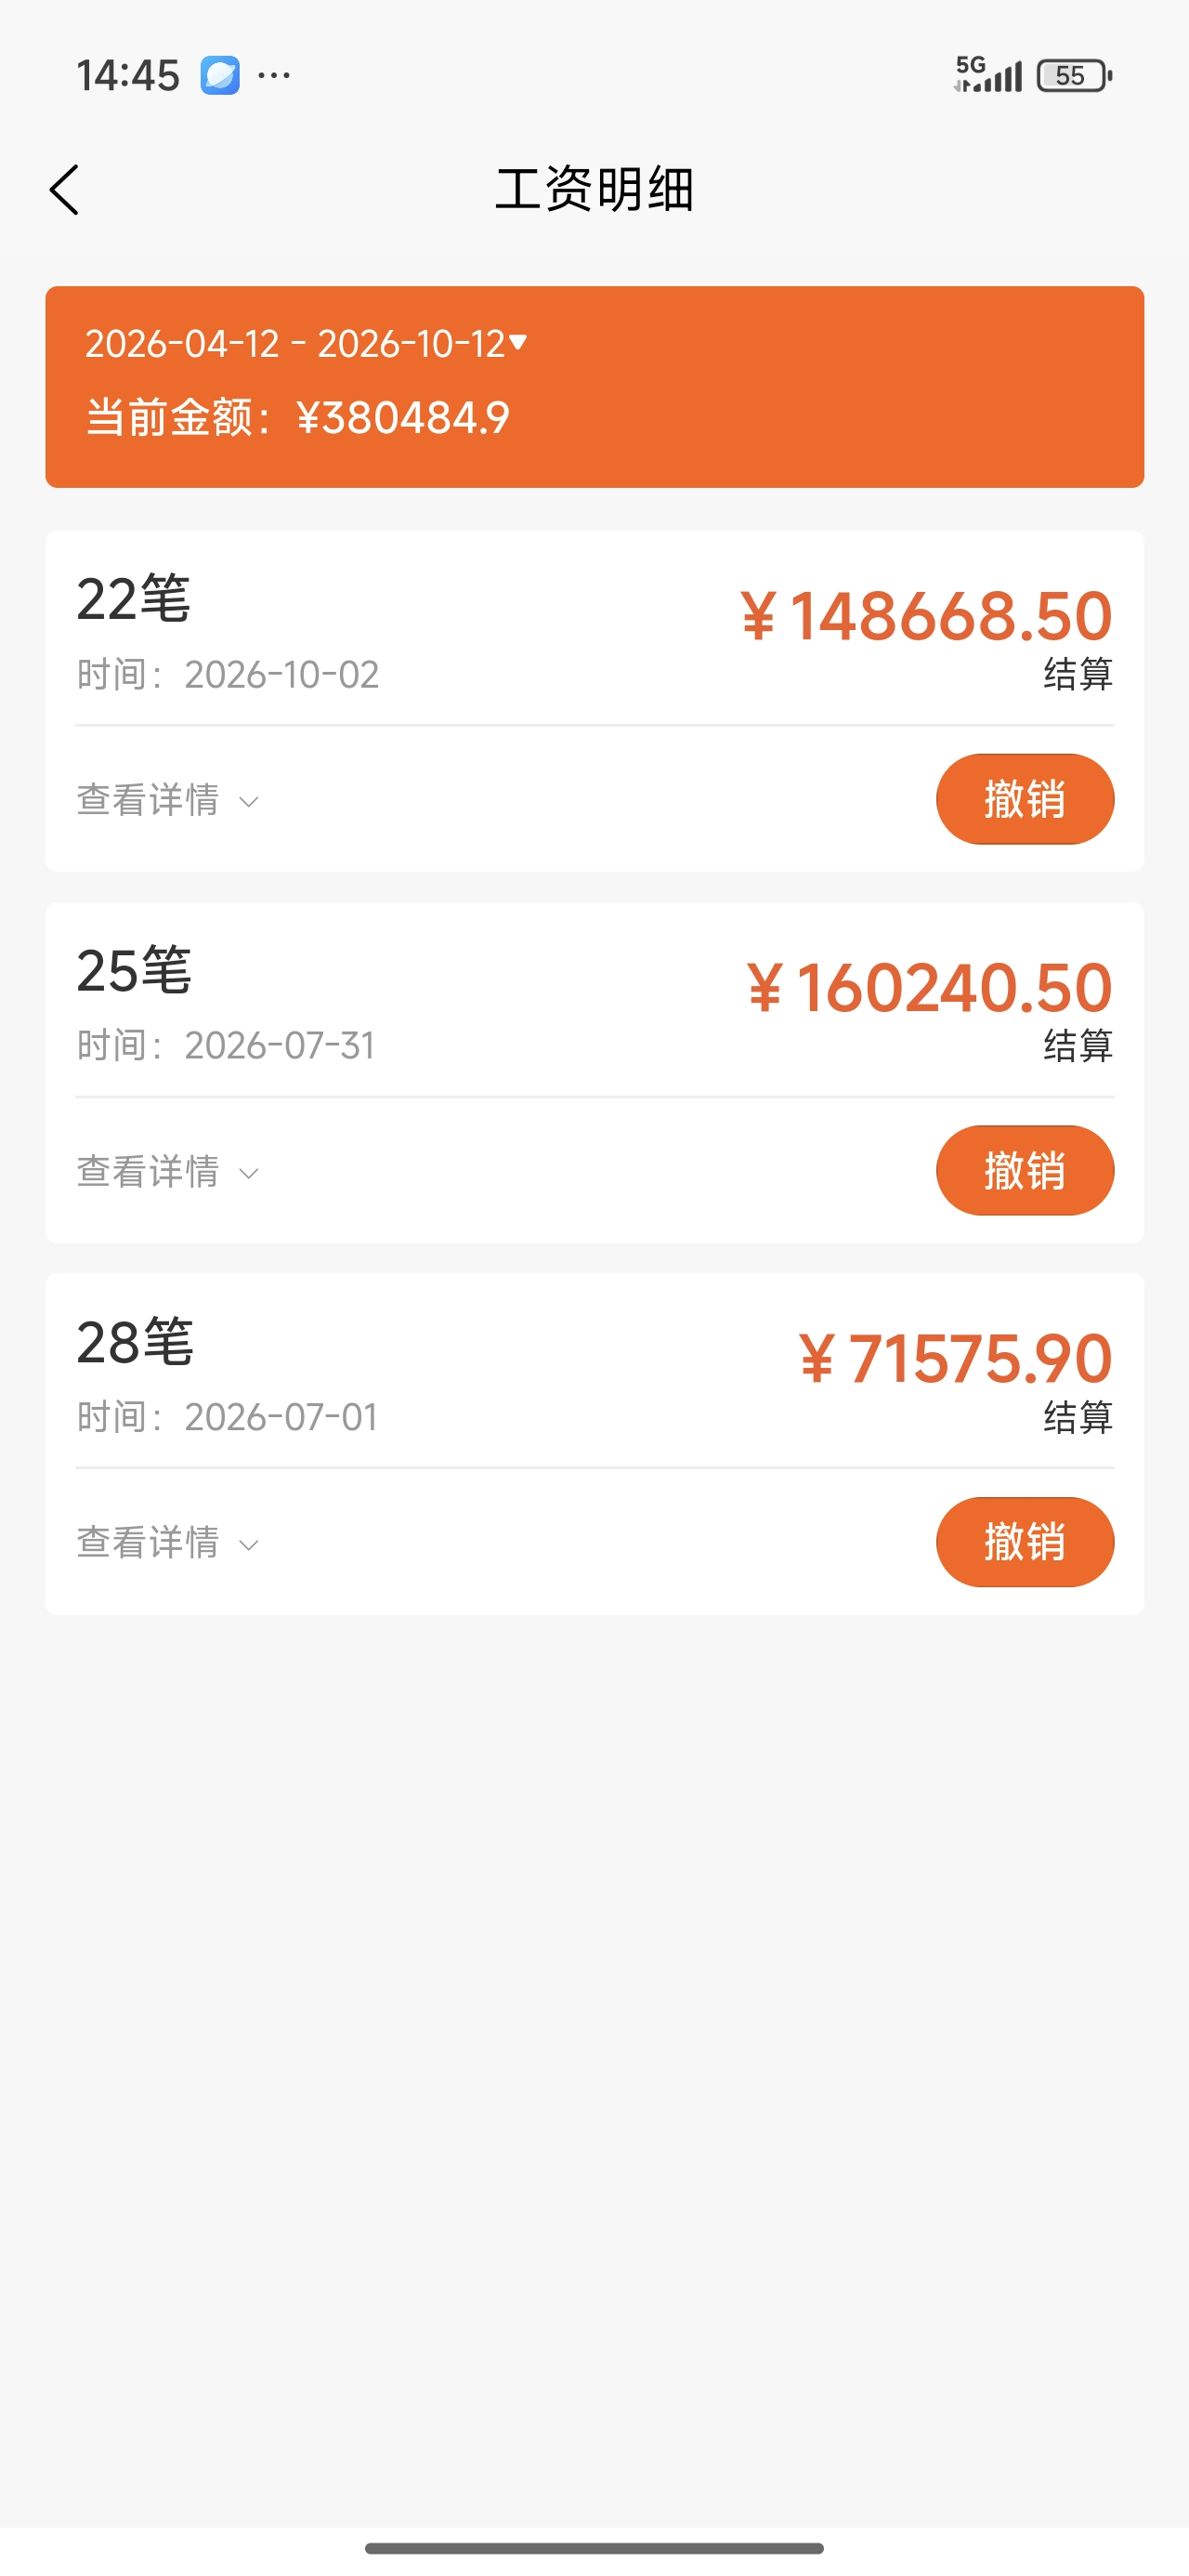 14:45 ... 5G 55
工资明细
2026-04-12 - 2026-10-12
当前金额：¥380484.9
22笔
¥148668.50
时间：2026-10-02
结算
查看详情
撤销
25笔
¥160240.50
时间：2026-07-31
结算
查看详情
撤销
28笔
¥71575.90
时间：2026-07-01
结算
查看详情
撤销